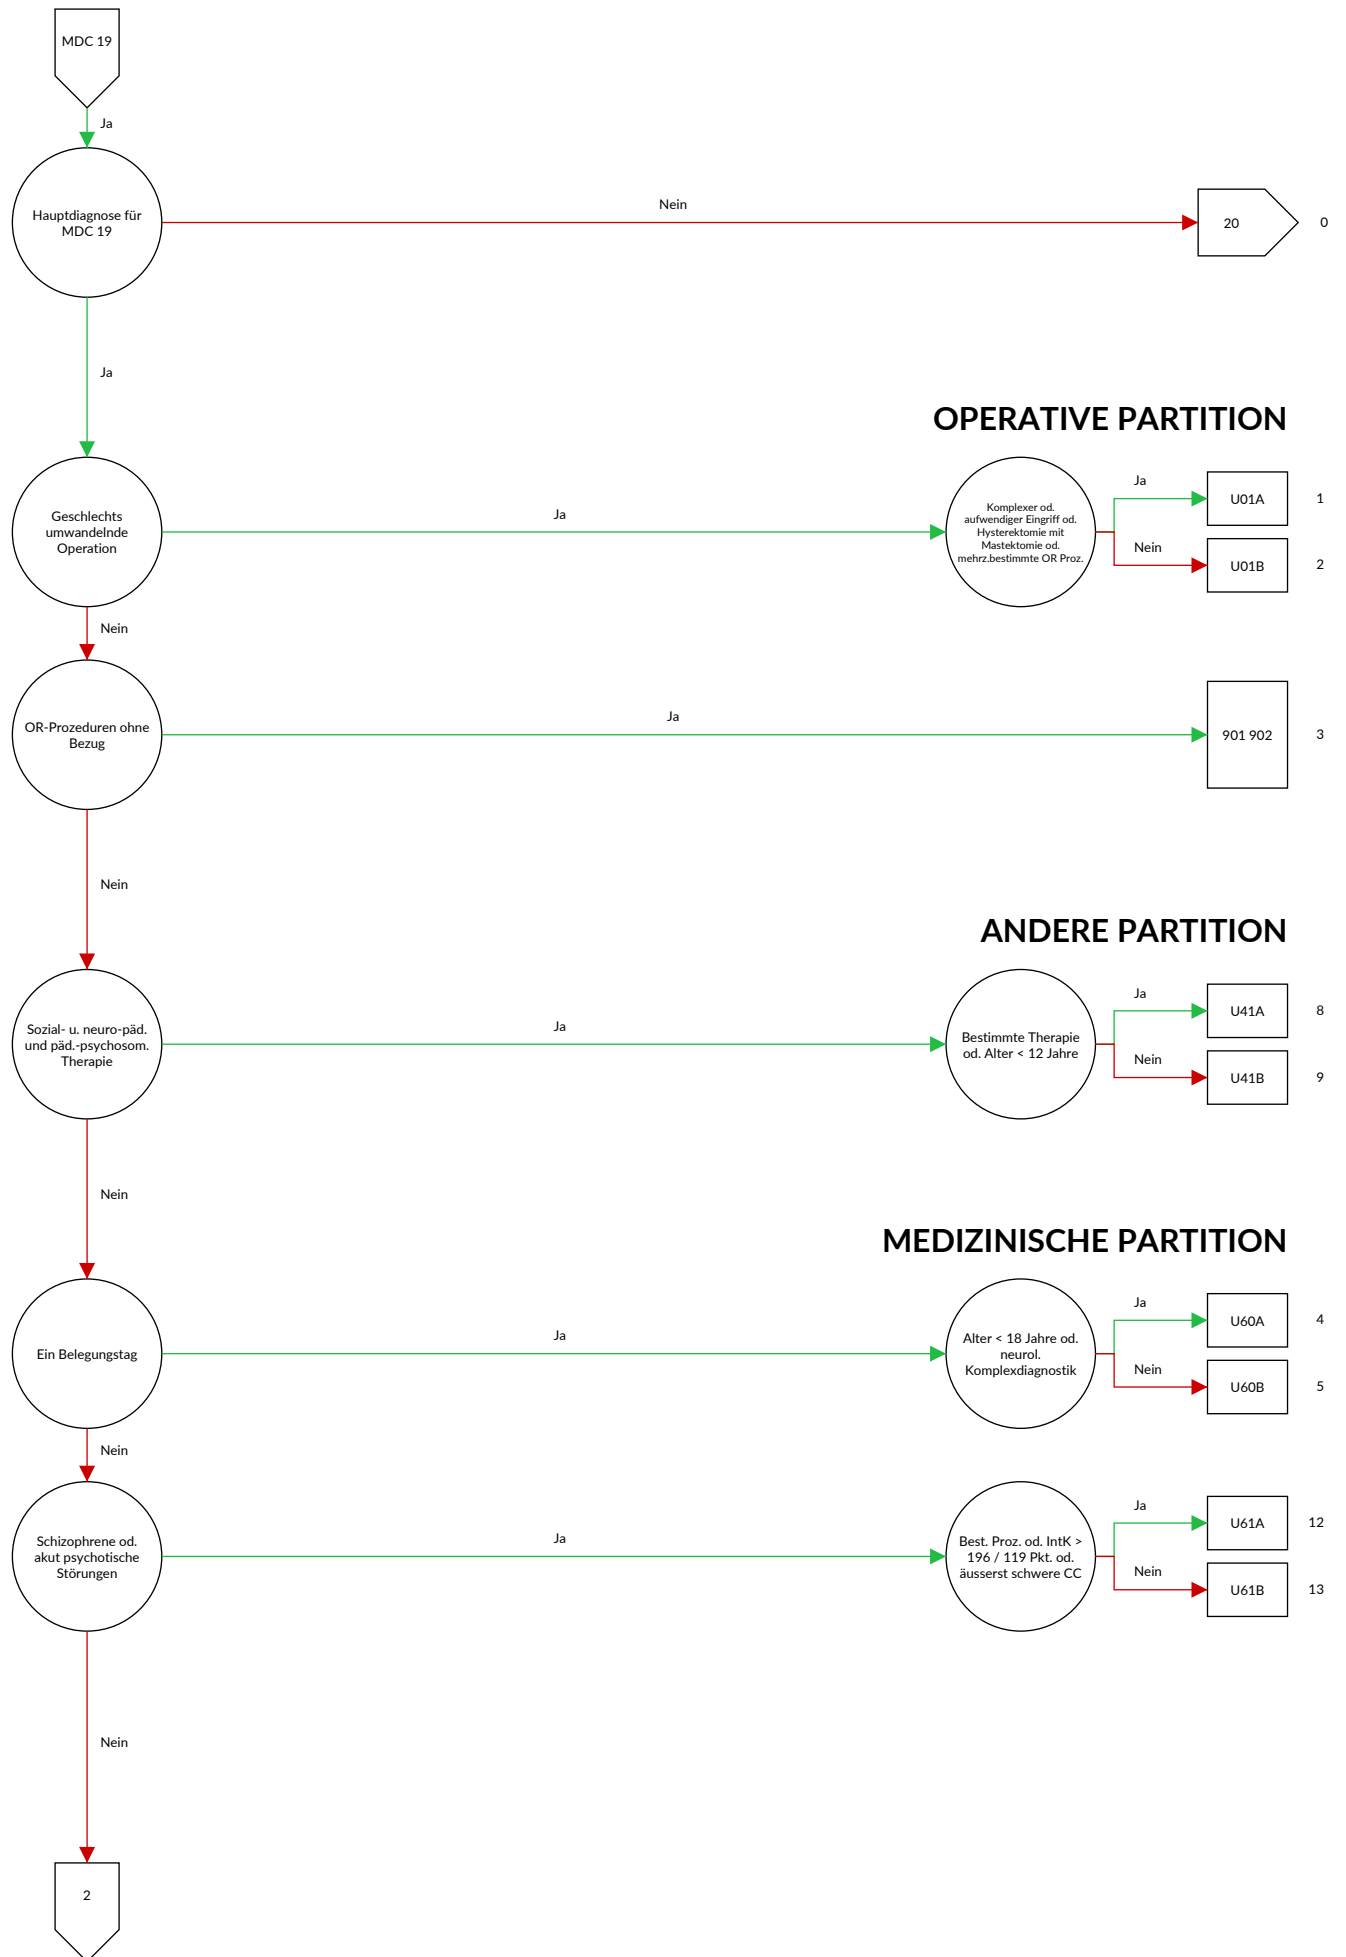 MDC 19
Ja
Hauptdiagnose für
MDC 19
Nein
20
0
Ja
OPERATIVE PARTITION
Geschlechts
umwandelnde
Operation
Ja
Komplexer od.
aufwendiger Eingriff od.
Hysterektomie mit
Mastektomie od.
mehrz.bestimmte OR Proz.
Ja
U01A
1
Nein
U01B
2
Nein
OR-Prozeduren ohne
Bezug
Ja
901 902
3
Nein
ANDERE PARTITION
Sozial- u. neuro-päd.
und päd.-psychosom.
Therapie
Ja
Bestimmte Therapie
od. Alter < 12 Jahre
Ja
U41A
8
Nein
U41B
9
Nein
MEDIZINISCHE PARTITION
Ein Belegungstag
Ja
Alter < 18 Jahre od.
neurol.
Komplexdiagnostik
Ja
U60A
4
Nein
U60B
5
Nein
Schizophrene od.
akut psychotische
Störungen
Ja
Best. Proz. od. IntK >
196 / 119 Pkt. od.
äusserst schwere CC
Ja
U61A
12
Nein
U61B
13
Nein
2